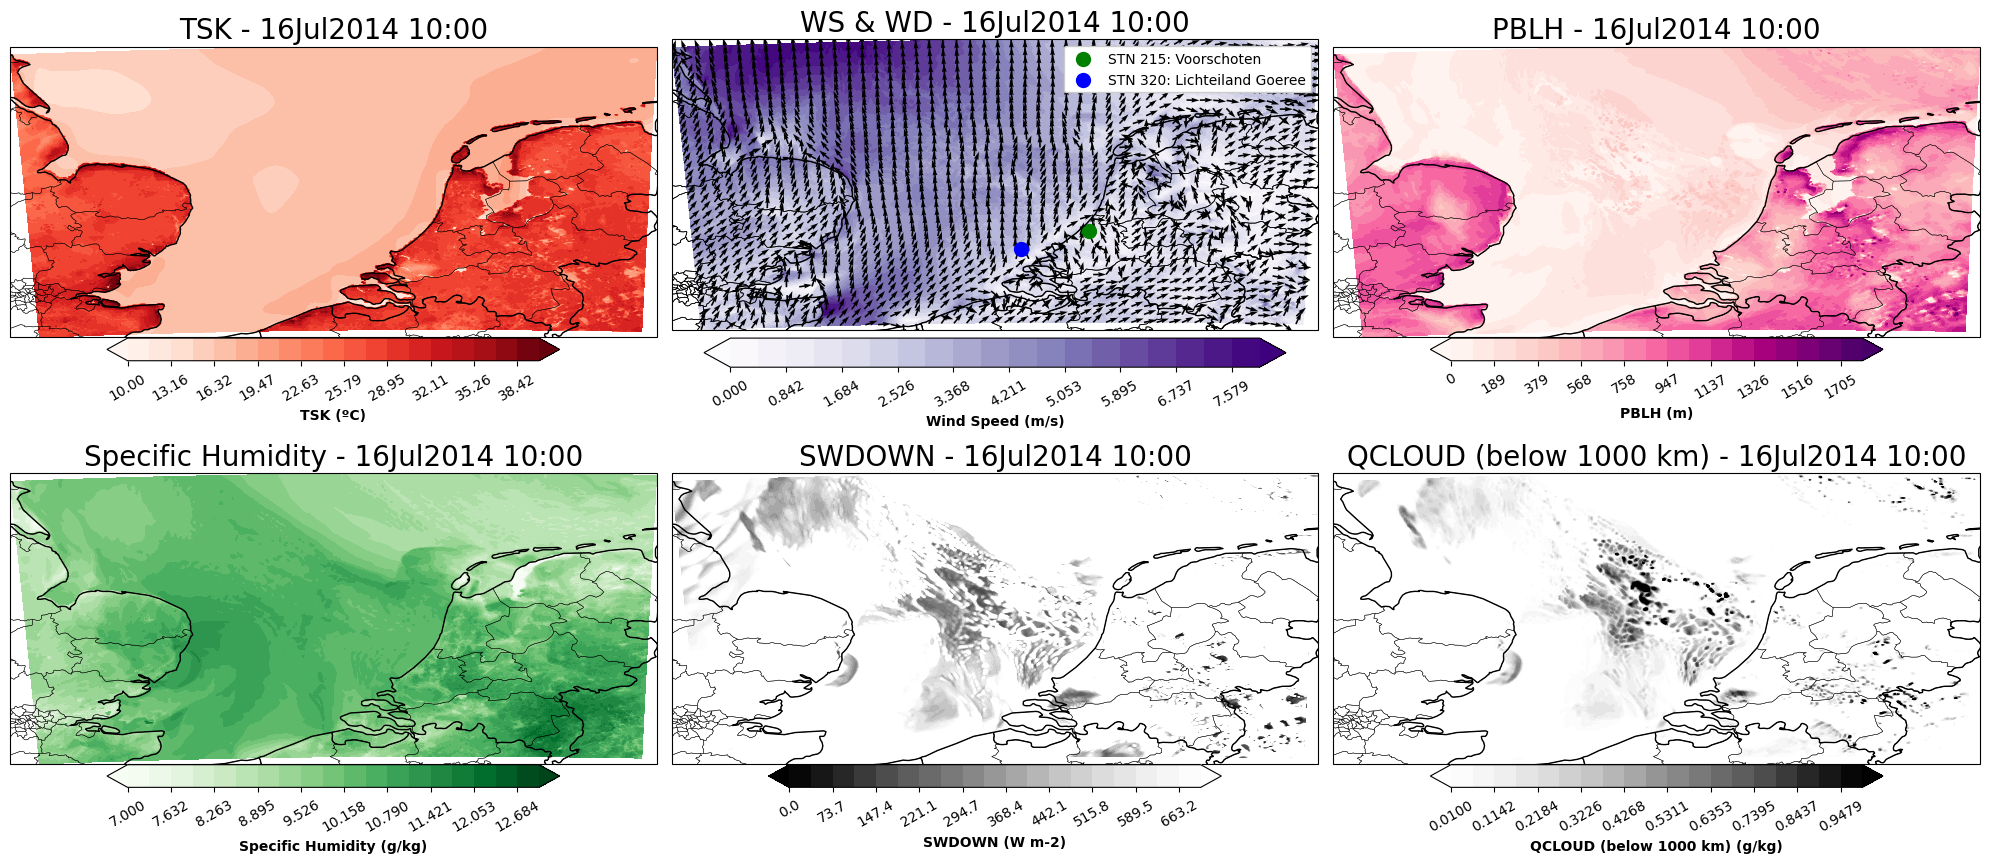 TSK - 16Jul2014 10:00
WS & WD - 16Jul2014 10:00
PBLH - 16Jul2014 10:00
STN 215: Voorschoten
STN 320: Lichteiland Goeree
10.00 13.16 16.32 19.47 22.63 25.79 28.95 32.11 35.26 38.42
TSK (ºC)
0.000 0.842 1.684 2.526 3.368 4.211 5.053 5.895 6.737 7.579
Wind Speed (m/s)
0 189 379 568 758 947 1137 1326 1516 1705
PBLH (m)
Specific Humidity - 16Jul2014 10:00
SWDOWN - 16Jul2014 10:00
QCLOUD (below 1000 km) - 16Jul2014 10:00
7.000 7.632 8.263 8.895 9.526 10.158 10.790 11.421 12.053 12.684
Specific Humidity (g/kg)
0.0 73.7 147.4 221.1 294.7 368.4 442.1 515.8 589.5 663.2
SWDOWN (W m-2)
0.0100 0.1142 0.2184 0.3226 0.4268 0.5311 0.6353 0.7395 0.8437 0.9479
QCLOUD (below 1000 km) (g/kg)